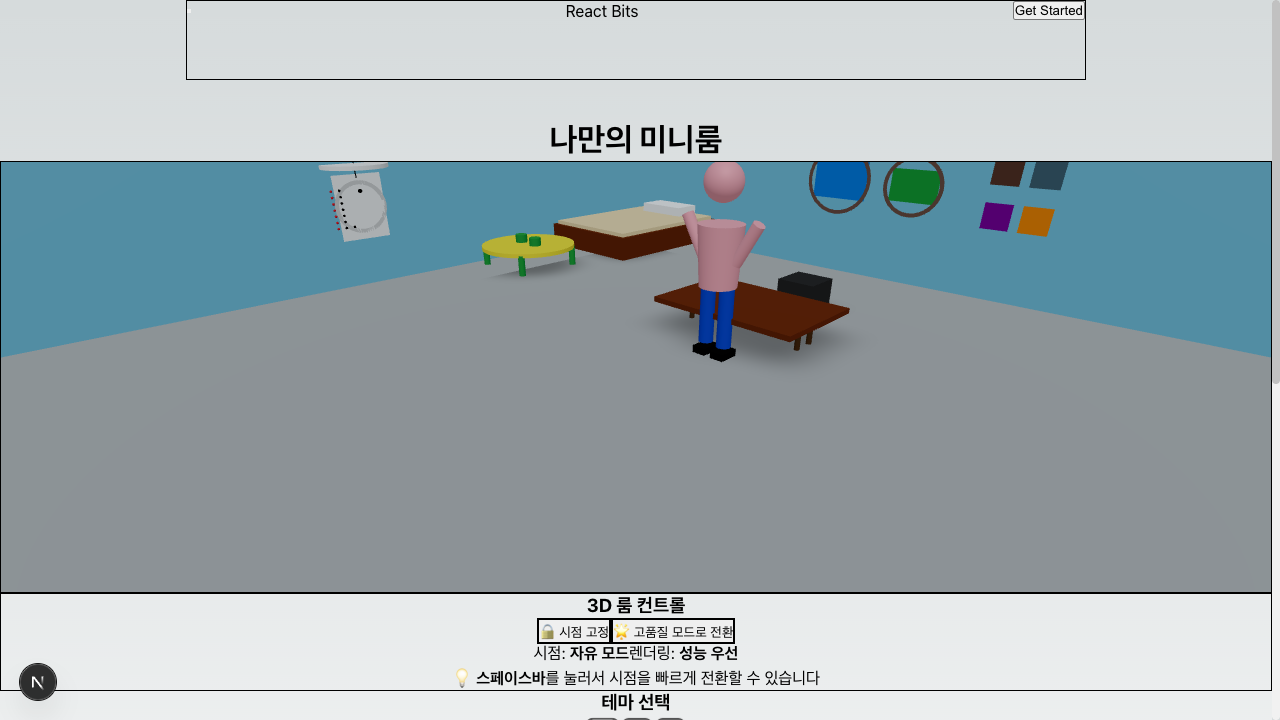 React Bits
Get Started
나만의 미니룸
3D 룸 컨트롤
🔒 시점 고정 🌟 고품질 모드로 전환
시점: 자유 모드렌더링: 성능 우선
💡 스페이스바를 눌러서 시점을 빠르게 전환할 수 있습니다
N
테마 선택